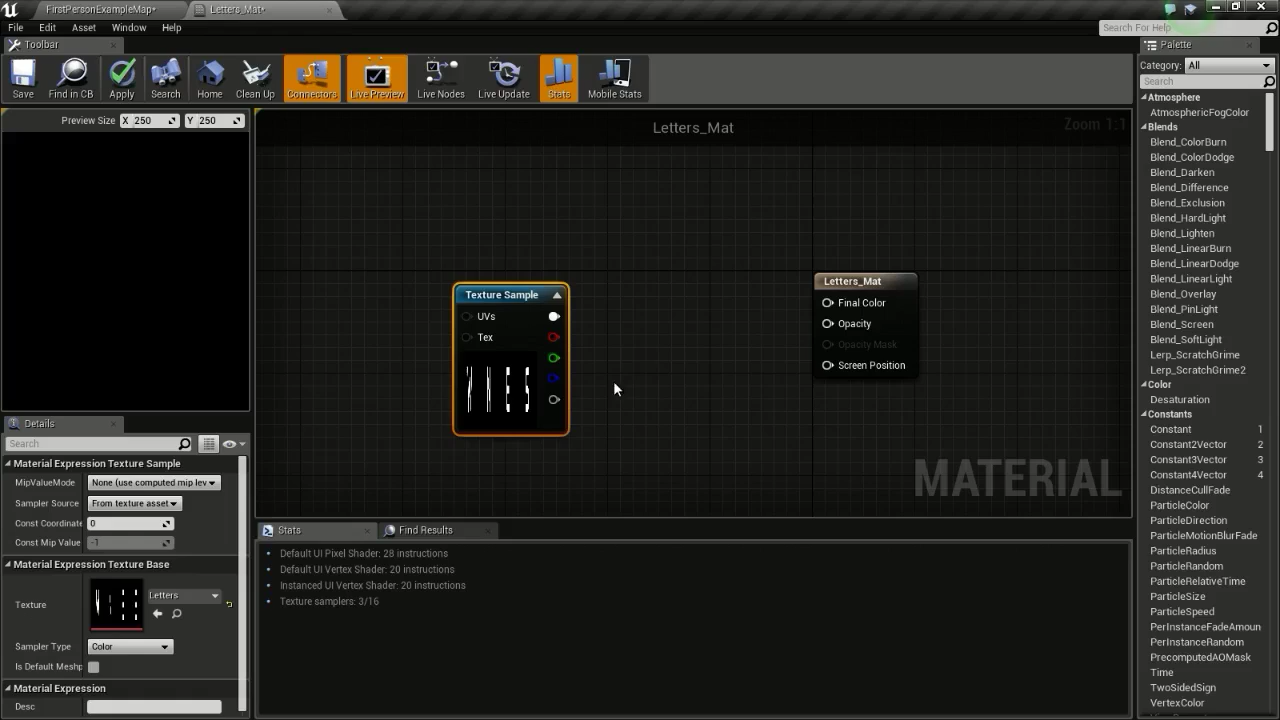 FirstPersonExampleMap*
Letters_Mat*
File Edit Asset Window Help
Search For Help
Toolbar
Save Find in CB Apply Search Home Clean Up Connectors Live Preview Live Nodes Live Update Stats Mobile Stats
Preview Size X 250 Y 250
Letters_Mat
Zoom 1:1
Texture Sample
UVs
Tex
Letters_Mat
Final Color
Opacity
Opacity Mask
Screen Position
MATERIAL
Details
Search
Material Expression Texture Sample
MipValueMode None (use computed mip lev
Sampler Source From texture asset
Const Coordinate 0
Const Mip Value -1
Material Expression Texture Base
Texture Letters
Sampler Type Color
Is Default Meshp
Material Expression
Desc
Stats Find Results
Default UI Pixel Shader: 28 instructions
Default UI Vertex Shader: 20 instructions
Instanced UI Vertex Shader: 20 instructions
Texture samplers: 3/16
Palette
Category: All
Search
Atmosphere
AtmosphericFogColor
Blends
Blend_ColorBurn
Blend_ColorDodge
Blend_Darken
Blend_Difference
Blend_Exclusion
Blend_HardLight
Blend_Lighten
Blend_LinearBurn
Blend_LinearDodge
Blend_LinearLight
Blend_Overlay
Blend_PinLight
Blend_Screen
Blend_SoftLight
Lerp_ScratchGrime
Lerp_ScratchGrime2
Color
Desaturation
Constants
Constant 1
Constant2Vector 2
Constant3Vector 3
Constant4Vector 4
DistanceCullFade
ParticleColor
ParticleDirection
ParticleMotionBlurFade
ParticleRadius
ParticleRandom
ParticleRelativeTime
ParticleSize
ParticleSpeed
PerInstanceFadeAmoun
PerInstanceRandom
PrecomputedAOMask
Time
TwoSidedSign
VertexColor